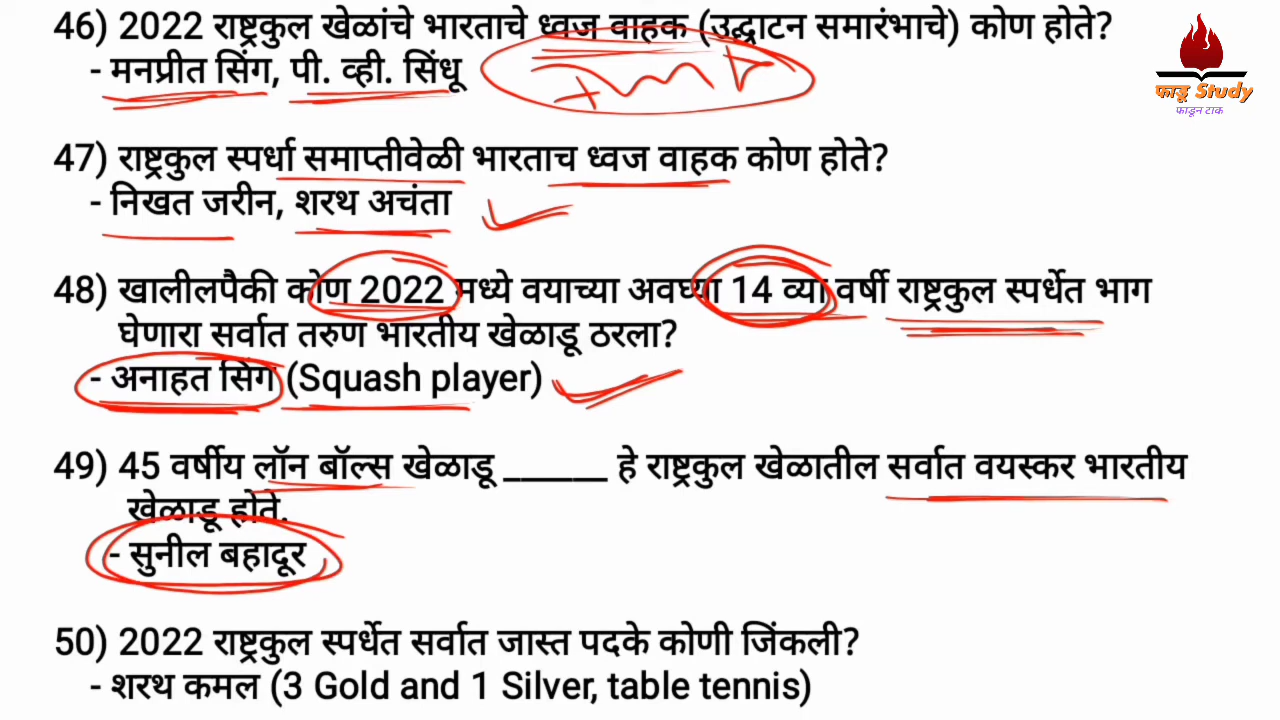 46) 2022 राष्ट्रकुल खेळांचे भारताचे ध्वज वाहक (उद्घाटन समारंभाचे) कोण होते?
- मनप्रीत सिंग, पी. व्ही. सिंधू
फाडू Study
फाडून टाक
47) राष्ट्रकुल स्पर्धा समाप्तीवेळी भारताच ध्वज वाहक कोण होते?
- निखत जरीन, शरथ अचंता
48) खालीलपैकी कोण 2022 मध्ये वयाच्या अवघ्या 14 व्या वर्षी राष्ट्रकुल स्पर्धेत भाग
घेणारा सर्वात तरुण भारतीय खेळाडू ठरला?
- अनाहत सिंग (Squash player)
49) 45 वर्षीय लॉन बॉल्स खेळाडू ______ हे राष्ट्रकुल खेळातील सर्वात वयस्कर भारतीय
खेळाडू होते.
- सुनील बहादूर
50) 2022 राष्ट्रकुल स्पर्धेत सर्वात जास्त पदके कोणी जिंकली?
- शरथ कमल (3 Gold and 1 Silver, table tennis)